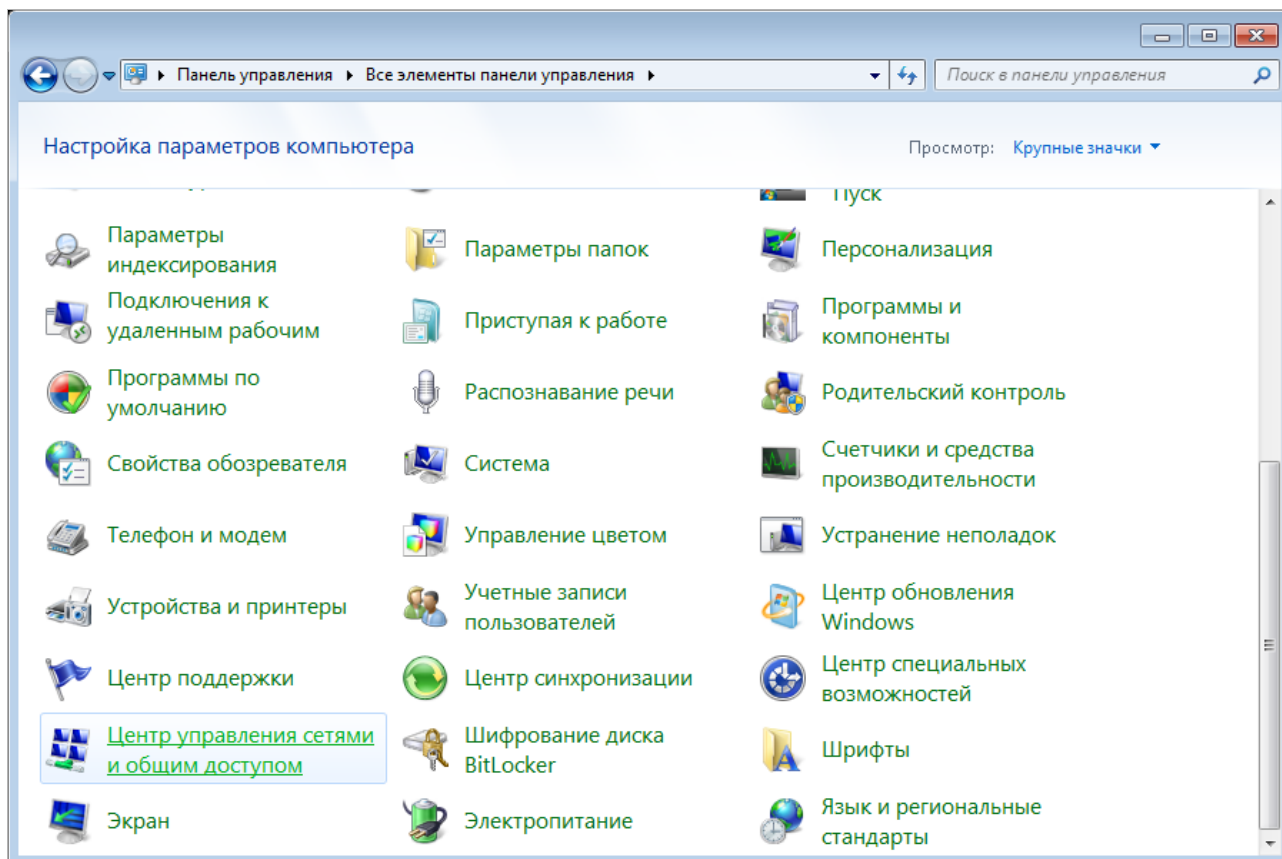 Панель управления
Все элементы панели управления
Поиск в панели управления
Настройка параметров компьютера
Просмотр:
Крупные значки
Пуск
Параметры
индексирования
Параметры папок
Персонализация
Подключения к
удаленным рабочим
Приступая к работе
Программы и
компоненты
Программы по
умолчанию
Распознавание речи
Родительский контроль
Свойства обозревателя
Система
Счетчики и средства
производительности
Телефон и модем
Управление цветом
Устранение неполадок
Устройства и принтеры
Учетные записи
пользователей
Центр обновления
Windows
Центр поддержки
Центр синхронизации
Центр специальных
возможностей
Центр управления сетями
и общим доступом
Шифрование диска
BitLocker
Шрифты
Экран
Электропитание
Язык и региональные
стандарты